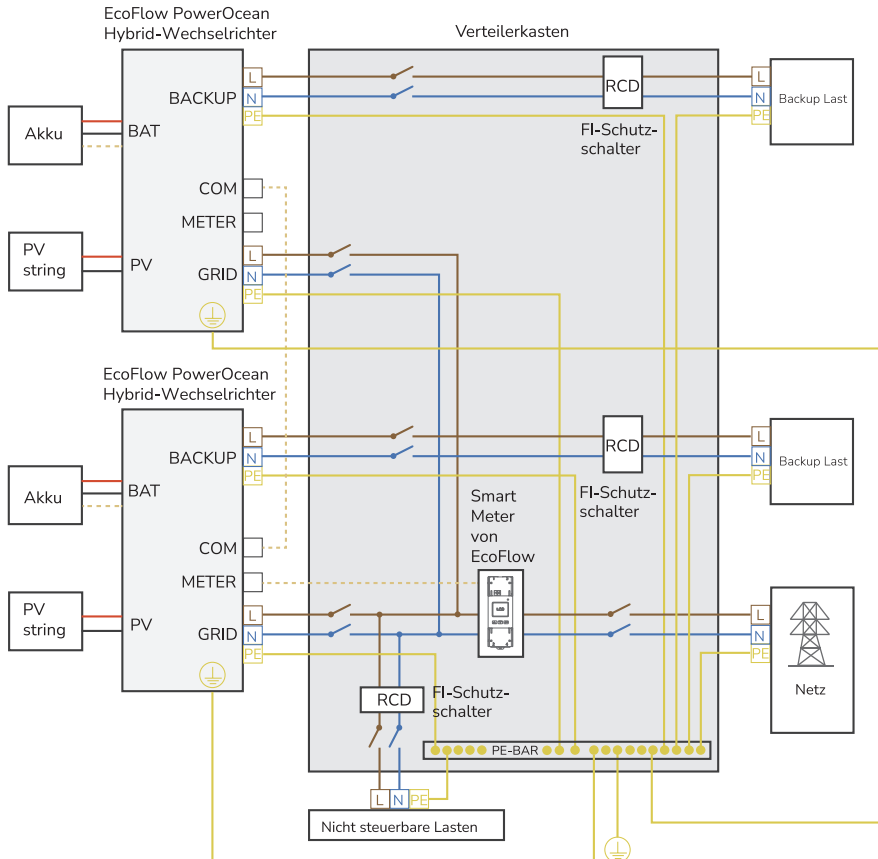 EcoFlow PowerOcean
Hybrid-Wechselrichter
Verteilerkasten
L
BACKUP
N
PE
RCD
L
N
PE
Backup Last
Akku
BAT
FI-Schutz-
schalter
COM
METER
PV
string
PV
L
GRID
N
PE
EcoFlow PowerOcean
Hybrid-Wechselrichter
L
BACKUP
N
PE
RCD
L
N
PE
Backup Last
Akku
BAT
FI-Schutz-
schalter
Smart
Meter
von
EcoFlow
COM
METER
PV
string
PV
L
GRID
N
PE
L
N
PE
Netz
RCD
FI-Schutz-
schalter
PE-BAR
L
N
PE
Nicht steuerbare Lasten